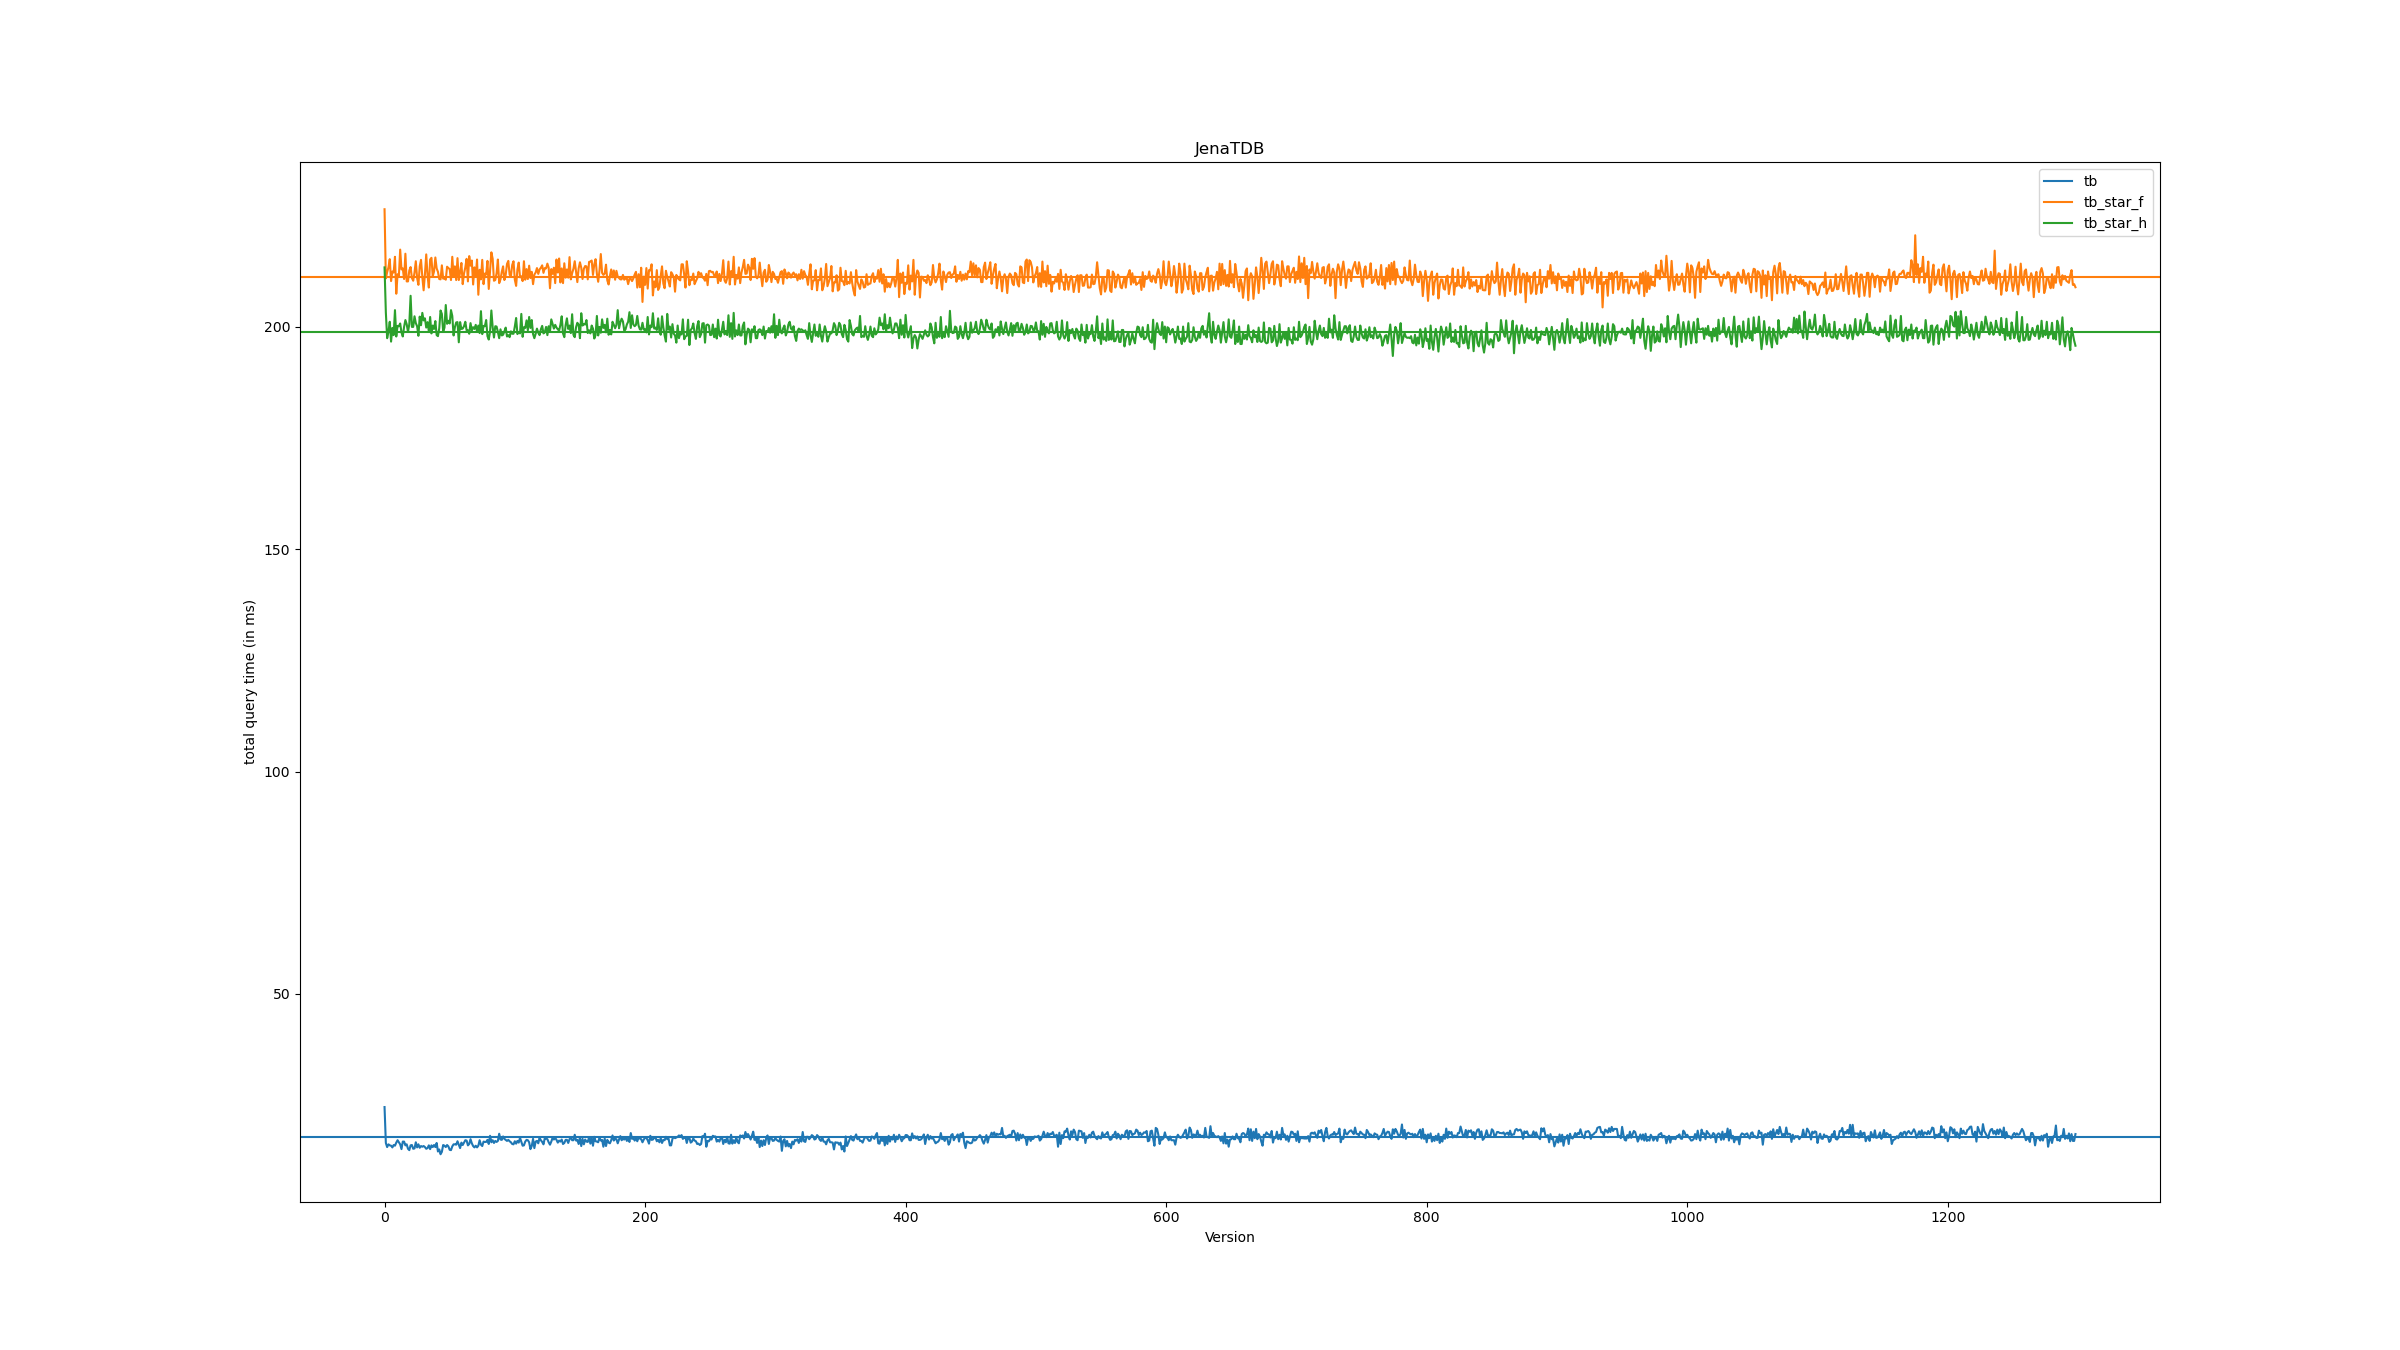 JenaTDB
tb
tb_star_f
tb_star_h
total query time (in ms)
200
150
100
50
0 200 400 600 800 1000 1200
Version